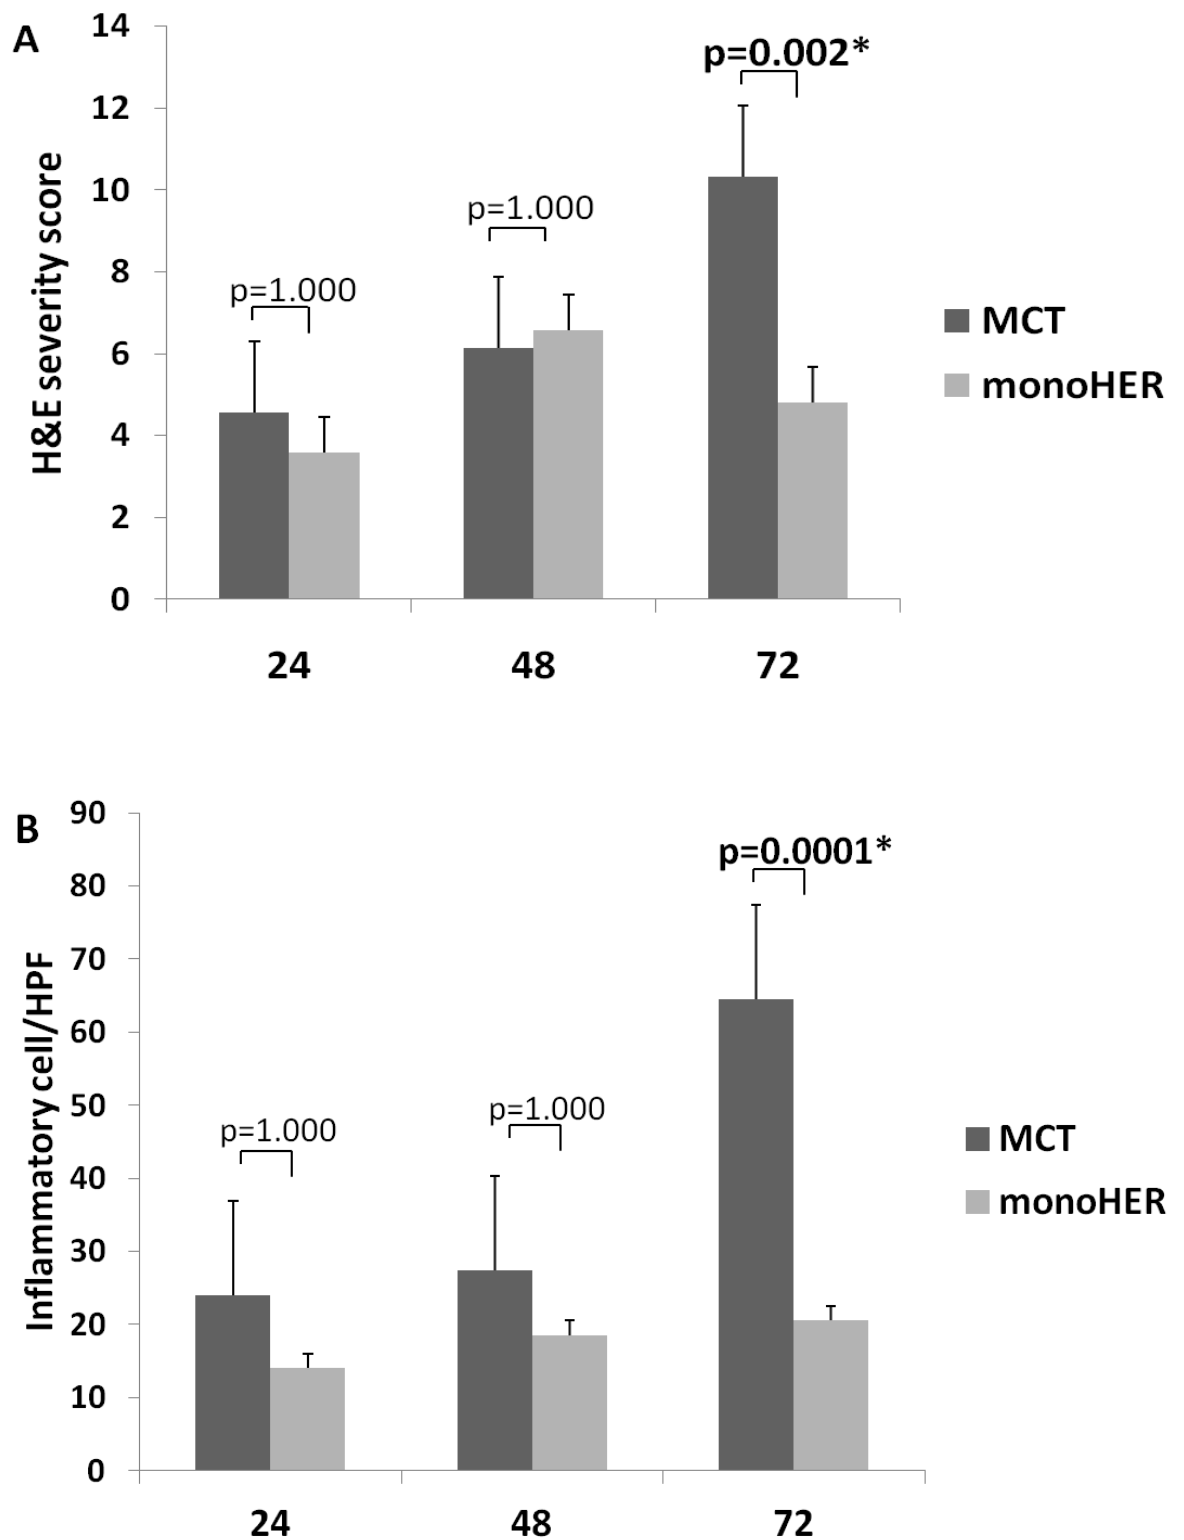 A
14
12
10
8
6
4
2
0
H&E severity score
p=1.000
p=1.000
p=0.002*
24
48
72
MCT
monoHER
B
90
80
70
60
50
40
30
20
10
0
Inflammatory cell/HPF
p=1.000
p=1.000
p=0.0001*
24
48
72
MCT
monoHER